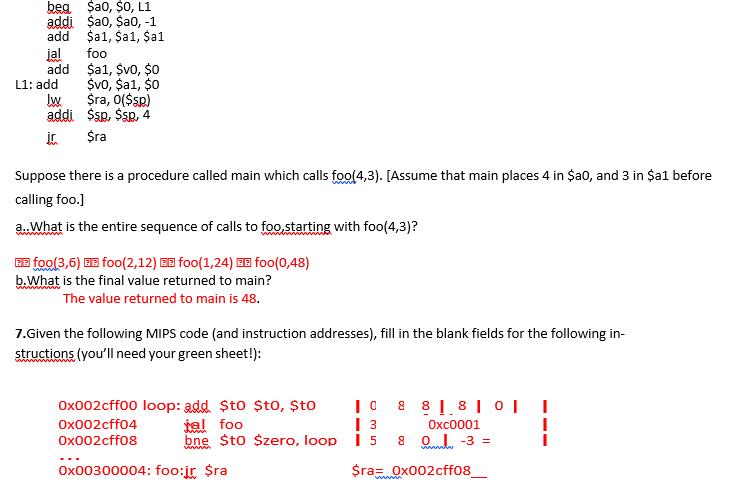 beq $a0, $0, L1
addi $a0, $a0, -1
add $a1, $a1, $a1
jal foo
add $a1, $v0, $0
L1: add $v0, $a1, $0
lw $ra, 0($sp)
addi $sp, $sp, 4
jr $ra
Suppose there is a procedure called main which calls foo(4,3). [Assume that main places 4 in $a0, and 3 in $a1 before
calling foo.]
a..What is the entire sequence of calls to foo,starting with foo(4,3)?
foo(3,6) foo(2,12) foo(1,24) foo(0,48)
b.What is the final value returned to main?
The value returned to main is 48.
7.Given the following MIPS code (and instruction addresses), fill in the blank fields for the following in-
structions (you'll need your green sheet!):
0x002cff00 loop: add $t0 $t0, $t0 | 0 8 8 | 8 | 0 | |
0x002cff04 jal foo | 3 0xc0001 |
0x002cff08 bne $t0 $zero, loop | 5 8 0 | -3 = |
...
0x00300004: foo:jr $ra $ra=_0x002cff08__